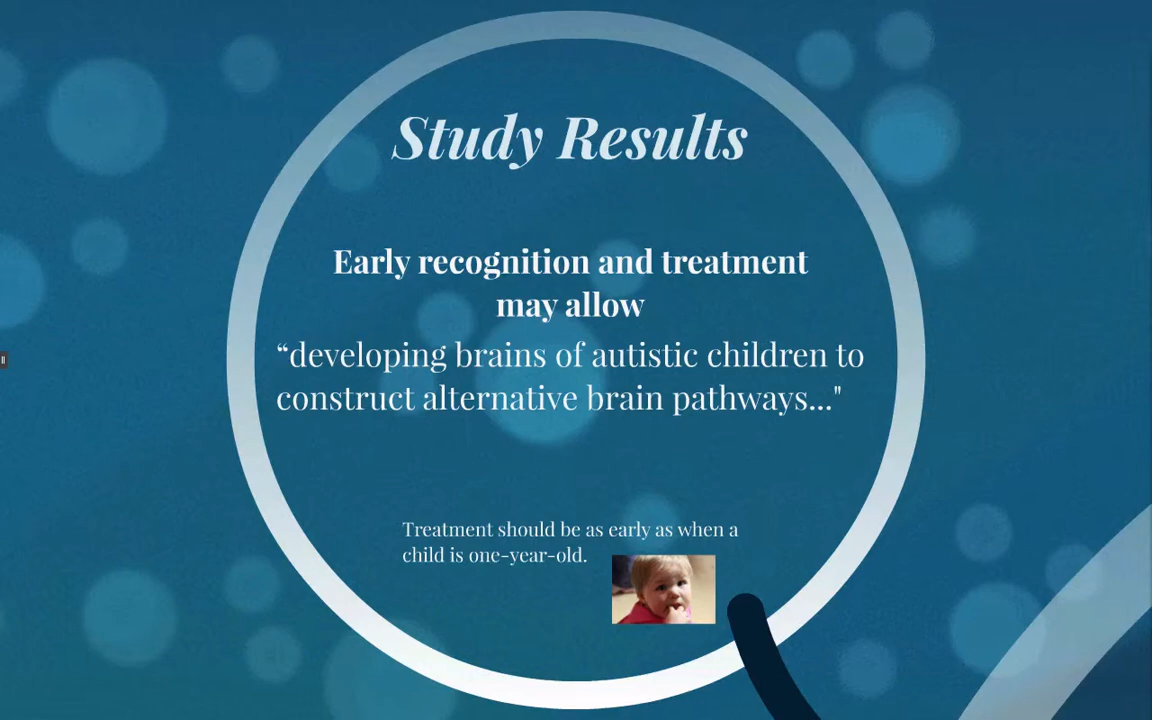 Study Results
Early recognition and treatment
may allow
“developing brains of autistic children to
construct alternative brain pathways..."
Treatment should be as early as when a
child is one-year-old.